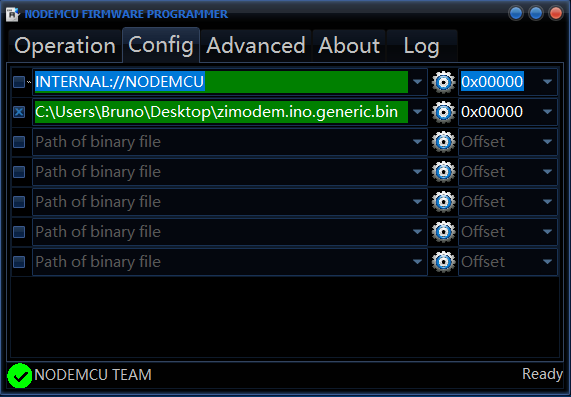 NODEMCU FIRMWARE PROGRAMMER
Operation Config Advanced About Log
INTERNAL://NODEMCU 0x00000
C:\Users\Bruno\Desktop\zimodem.ino.generic.bin 0x00000
Path of binary file Offset
Path of binary file Offset
Path of binary file Offset
Path of binary file Offset
Path of binary file Offset
NODEMCU TEAM Ready